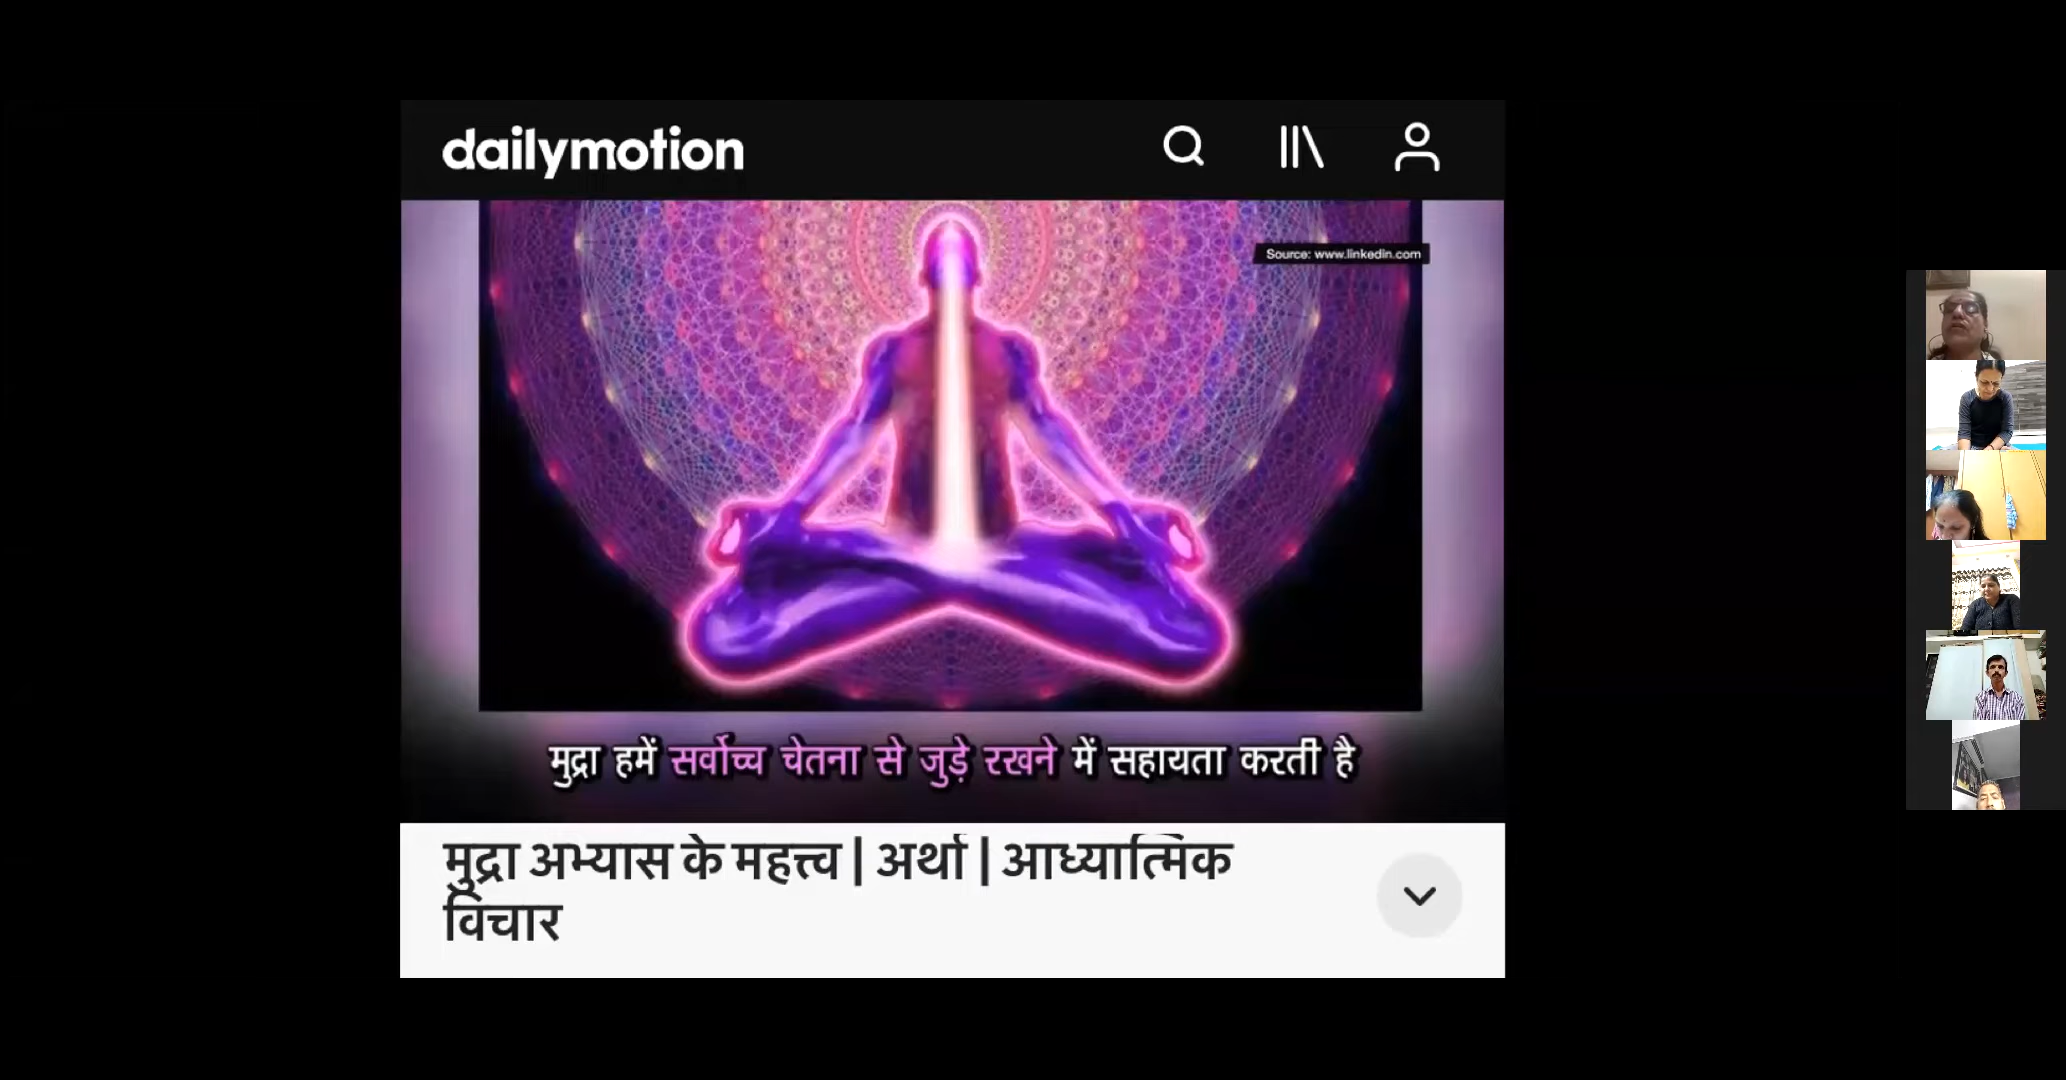 dailymotion
Source: www.linkedin.com
मुद्रा हमें सर्वोच्च चेतना से जुड़े रखने में सहायता करती है
मुद्रा अभ्यास के महत्त्व | अर्था | आध्यात्मिक
विचार